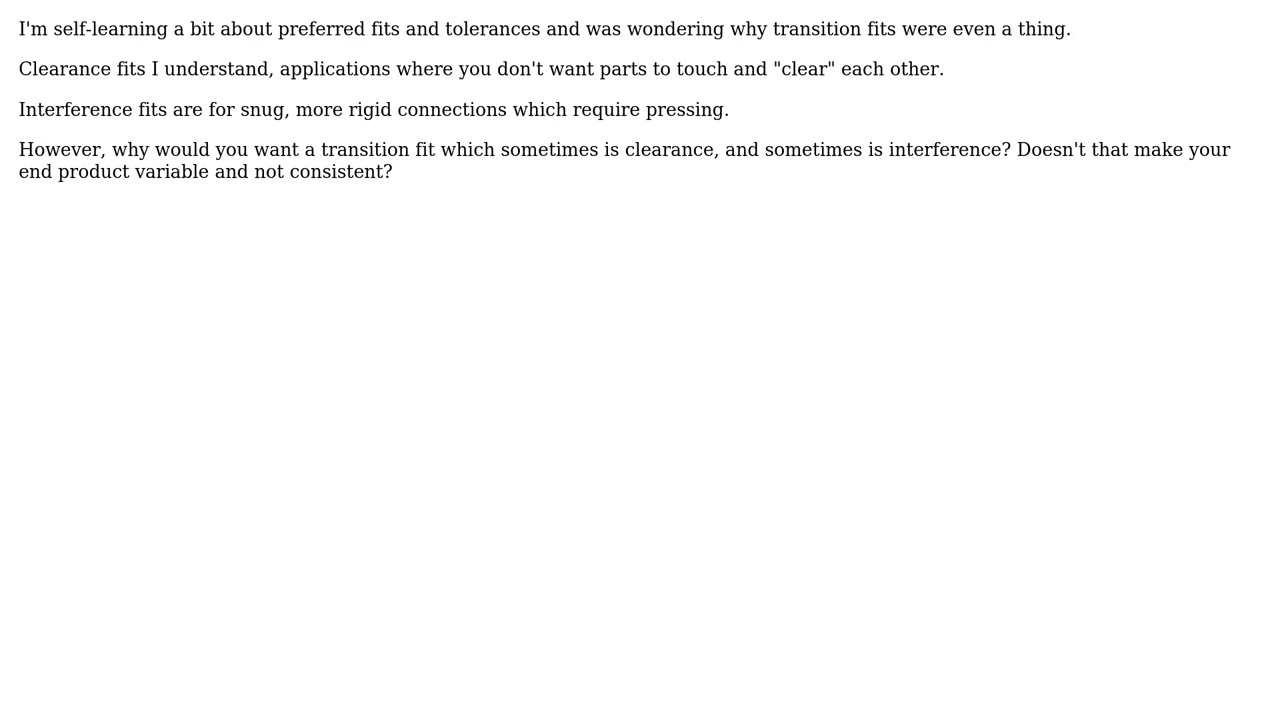 I'm self-learning a bit about preferred fits and tolerances and was wondering why transition fits were even a thing.
Clearance fits I understand, applications where you don't want parts to touch and "clear" each other.
Interference fits are for snug, more rigid connections which require pressing.
However, why would you want a transition fit which sometimes is clearance, and sometimes is interference? Doesn't that make your
end product variable and not consistent?